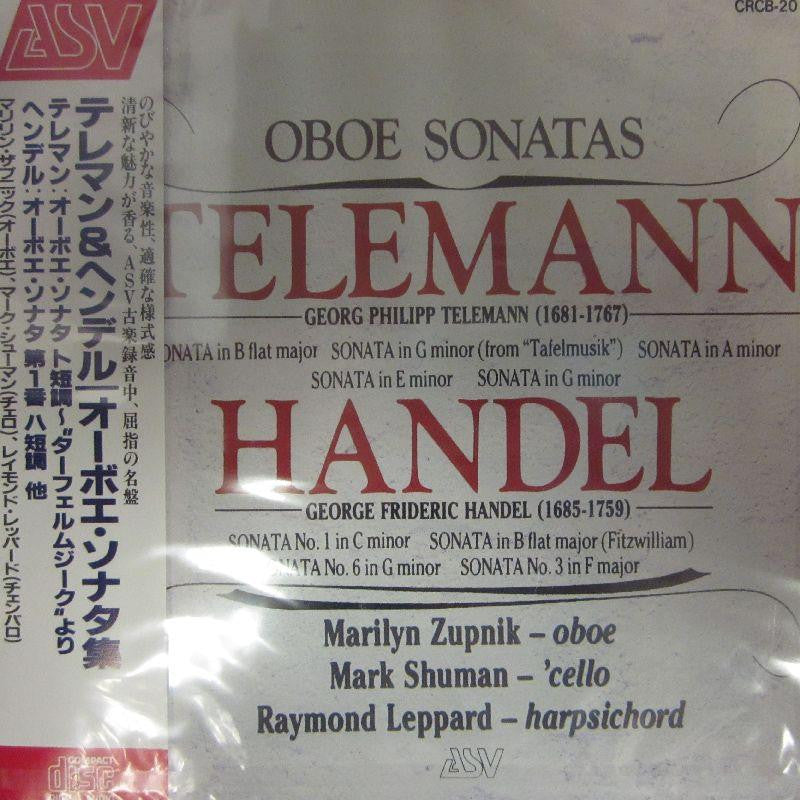 CRCB-20
ASV
のびやかな音楽性、適確な様式感
清新な魅力が香る、ASV古楽録音中、屈指の名盤
テレマン&ヘンデル/オーボエ・ソナタ集
テレマン:オーボエ・ソナタ ト短調〜“ターフェルムジーク”より
ヘンデル:オーボエ・ソナタ 第1番 ハ短調 他
マリリン・ザプニック(オーボエ)、マーク・シューマン(チェロ)、レイモンド・レッパード(チェンバロ)
COMPACT
disc
OBOE SONATAS
TELEMANN
GEORG PHILIPP TELEMANN (1681-1767)
ONATA in B flat major SONATA in G minor (from “Tafelmusik”) SONATA in A minor
SONATA in E minor SONATA in G minor
HANDEL
GEORGE FRIDERIC HANDEL (1685-1759)
SONATA No. 1 in C minor SONATA in B flat major (Fitzwilliam)
ONATA No. 6 in G minor SONATA No. 3 in F major
Marilyn Zupnik – oboe
Mark Shuman – 'cello
Raymond Leppard – harpsichord
ASV